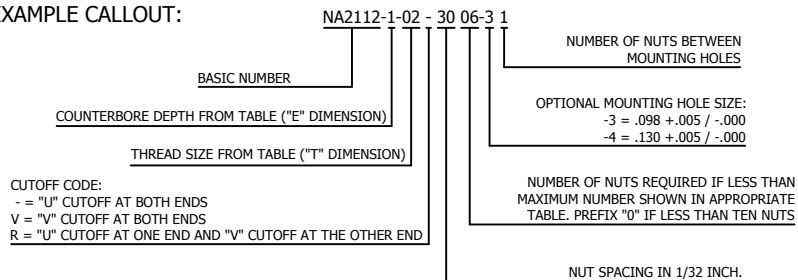 EXAMPLE CALLOUT:
NA2112-1-02 - 30 06-3 1
NUMBER OF NUTS BETWEEN
MOUNTING HOLES
BASIC NUMBER
OPTIONAL MOUNTING HOLE SIZE:
-3 = .098 +.005 / -.000
-4 = .130 +.005 / -.000
COUNTERBORE DEPTH FROM TABLE ("E" DIMENSION)
THREAD SIZE FROM TABLE ("T" DIMENSION)
CUTOFF CODE:
- = "U" CUTOFF AT BOTH ENDS
V = "V" CUTOFF AT BOTH ENDS
R = "U" CUTOFF AT ONE END AND "V" CUTOFF AT THE OTHER END
NUMBER OF NUTS REQUIRED IF LESS THAN
MAXIMUM NUMBER SHOWN IN APPROPRIATE
TABLE. PREFIX "0" IF LESS THAN TEN NUTS
NUT SPACING IN 1/32 INCH.